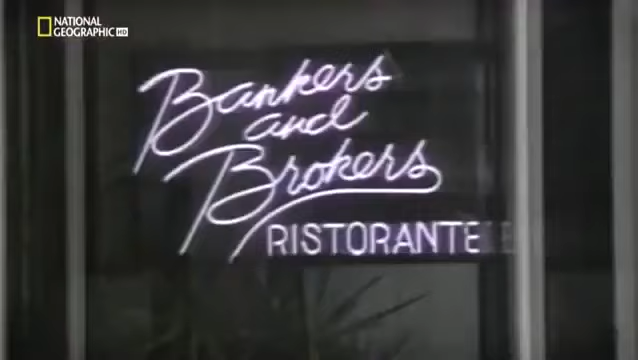 NATIONAL
GEOGRAPHIC HD
Bankers
and
Brokers
RISTORANTE